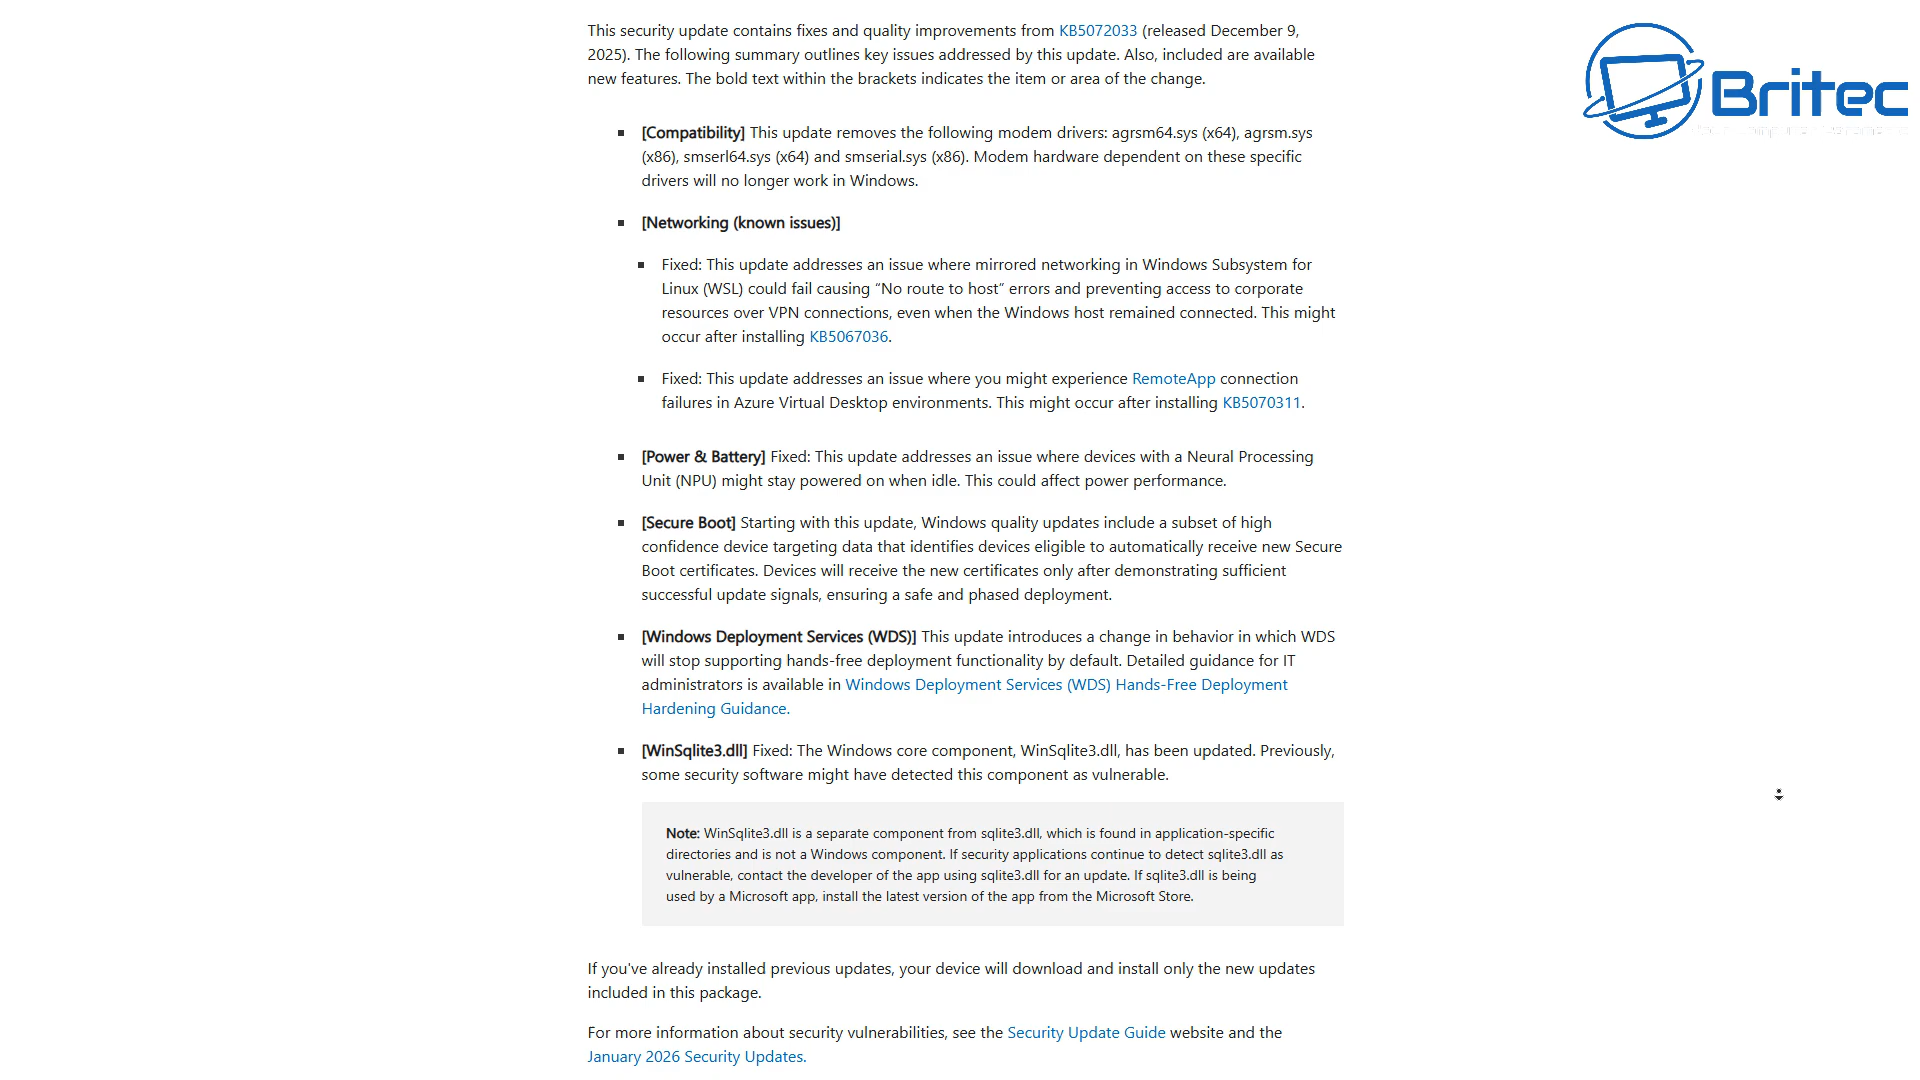 This security update contains fixes and quality improvements from KB5072033 (released December 9,
2025). The following summary outlines key issues addressed by this update. Also, included are available
new features. The bold text within the brackets indicates the item or area of the change.
Britec
[Compatibility] This update removes the following modem drivers: agrsm64.sys (x64), agrsm.sys
(x86), smserl64.sys (x64) and smserial.sys (x86). Modem hardware dependent on these specific
drivers will no longer work in Windows.
[Networking (known issues)]
Fixed: This update addresses an issue where mirrored networking in Windows Subsystem for
Linux (WSL) could fail causing “No route to host” errors and preventing access to corporate
resources over VPN connections, even when the Windows host remained connected. This might
occur after installing KB5067036.
Fixed: This update addresses an issue where you might experience RemoteApp connection
failures in Azure Virtual Desktop environments. This might occur after installing KB5070311.
[Power & Battery] Fixed: This update addresses an issue where devices with a Neural Processing
Unit (NPU) might stay powered on when idle. This could affect power performance.
[Secure Boot] Starting with this update, Windows quality updates include a subset of high
confidence device targeting data that identifies devices eligible to automatically receive new Secure
Boot certificates. Devices will receive the new certificates only after demonstrating sufficient
successful update signals, ensuring a safe and phased deployment.
[Windows Deployment Services (WDS)] This update introduces a change in behavior in which WDS
will stop supporting hands-free deployment functionality by default. Detailed guidance for IT
administrators is available in Windows Deployment Services (WDS) Hands-Free Deployment
Hardening Guidance.
[WinSqlite3.dll] Fixed: The Windows core component, WinSqlite3.dll, has been updated. Previously,
some security software might have detected this component as vulnerable.
Note: WinSqlite3.dll is a separate component from sqlite3.dll, which is found in application-specific
directories and is not a Windows component. If security applications continue to detect sqlite3.dll as
vulnerable, contact the developer of the app using sqlite3.dll for an update. If sqlite3.dll is being
used by a Microsoft app, install the latest version of the app from the Microsoft Store.
If you've already installed previous updates, your device will download and install only the new updates
included in this package.
For more information about security vulnerabilities, see the Security Update Guide website and the
January 2026 Security Updates.